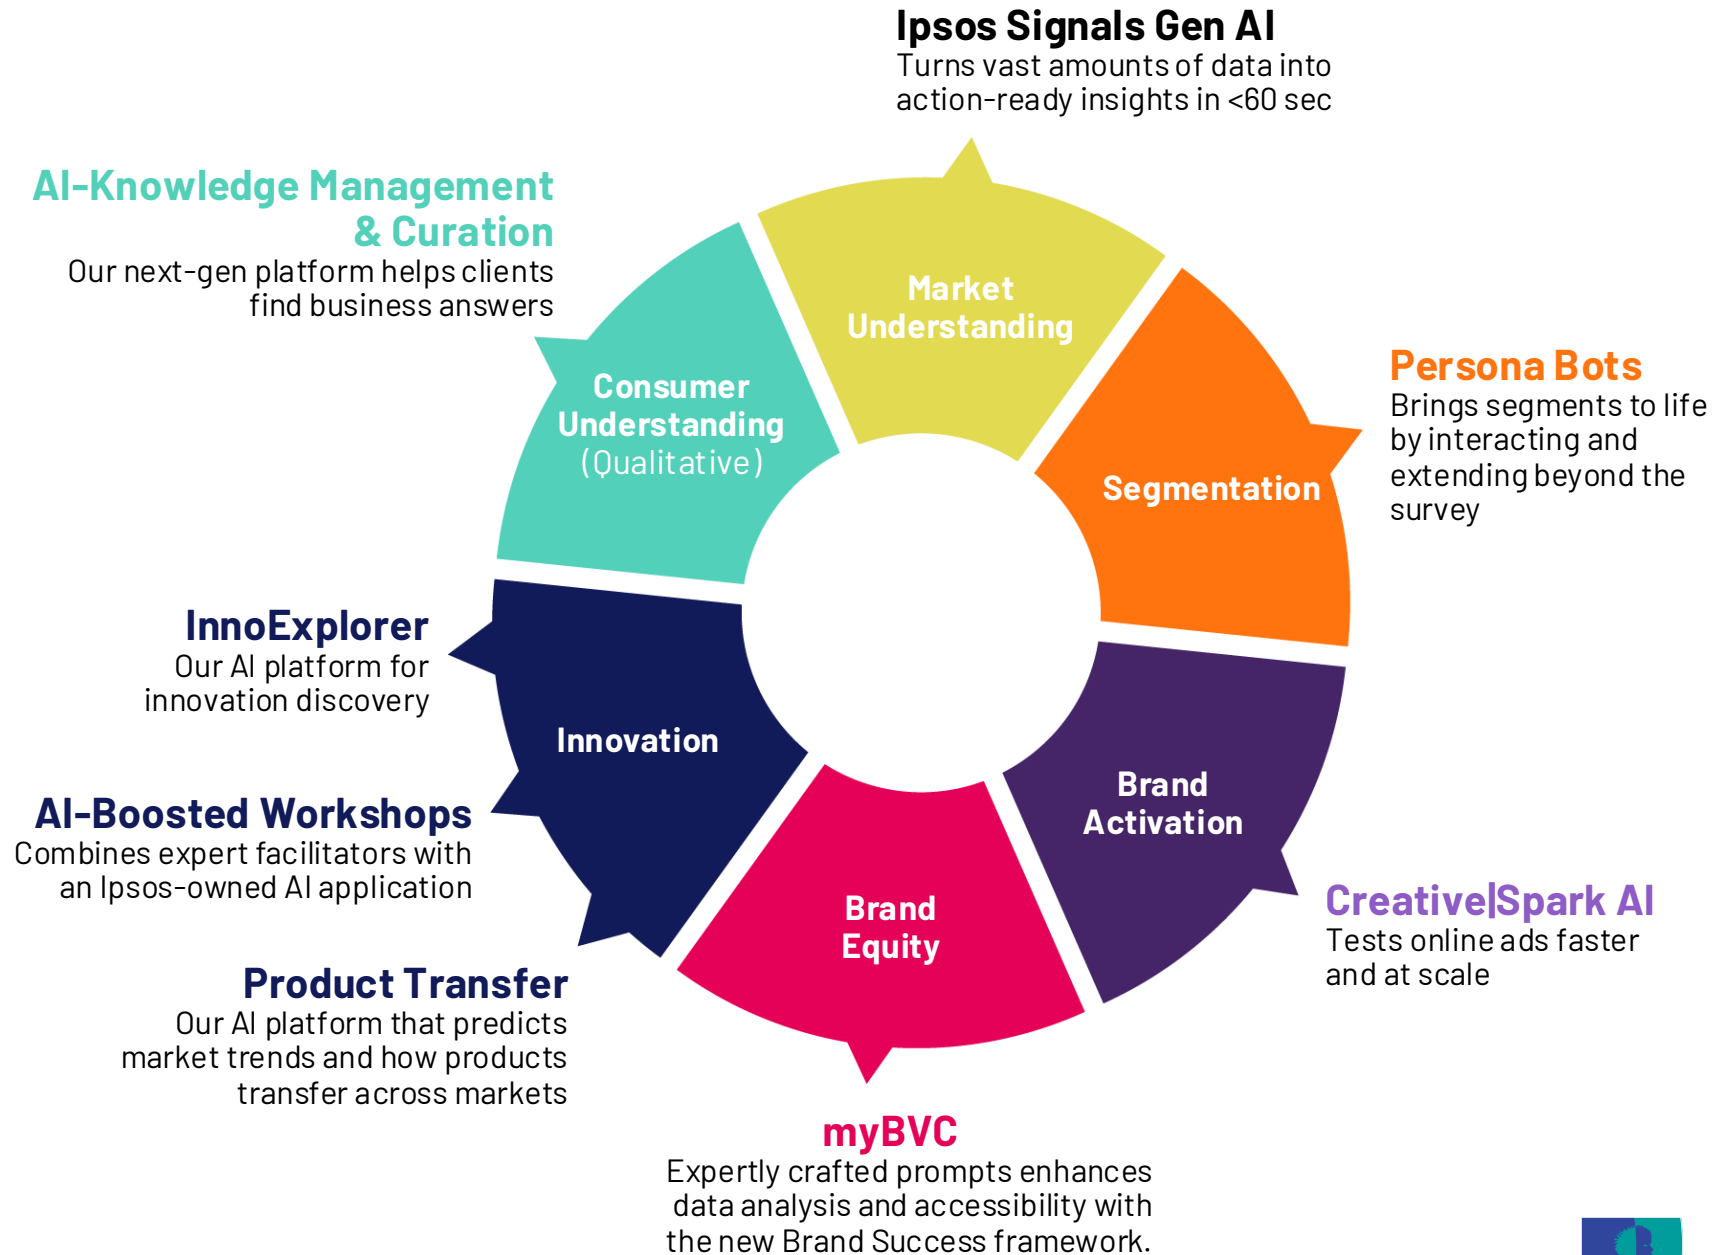 Ipsos Signals Gen AI
Turns vast amounts of data into
action-ready insights in <60 sec
AI-Knowledge Management
& Curation
Our next-gen platform helps clients
find business answers
Market
Understanding
Persona Bots
Brings segments to life
by interacting and
extending beyond the
survey
Consumer
Understanding
(Qualitative)
Segmentation
InnoExplorer
Our AI platform for
innovation discovery
Innovation
AI-Boosted Workshops
Combines expert facilitators with
an Ipsos-owned AI application
Brand
Activation
Creative|Spark AI
Tests online ads faster
and at scale
Brand
Equity
Product Transfer
Our AI platform that predicts
market trends and how products
transfer across markets
myBVC
Expertly crafted prompts enhances
data analysis and accessibility with
the new Brand Success framework.